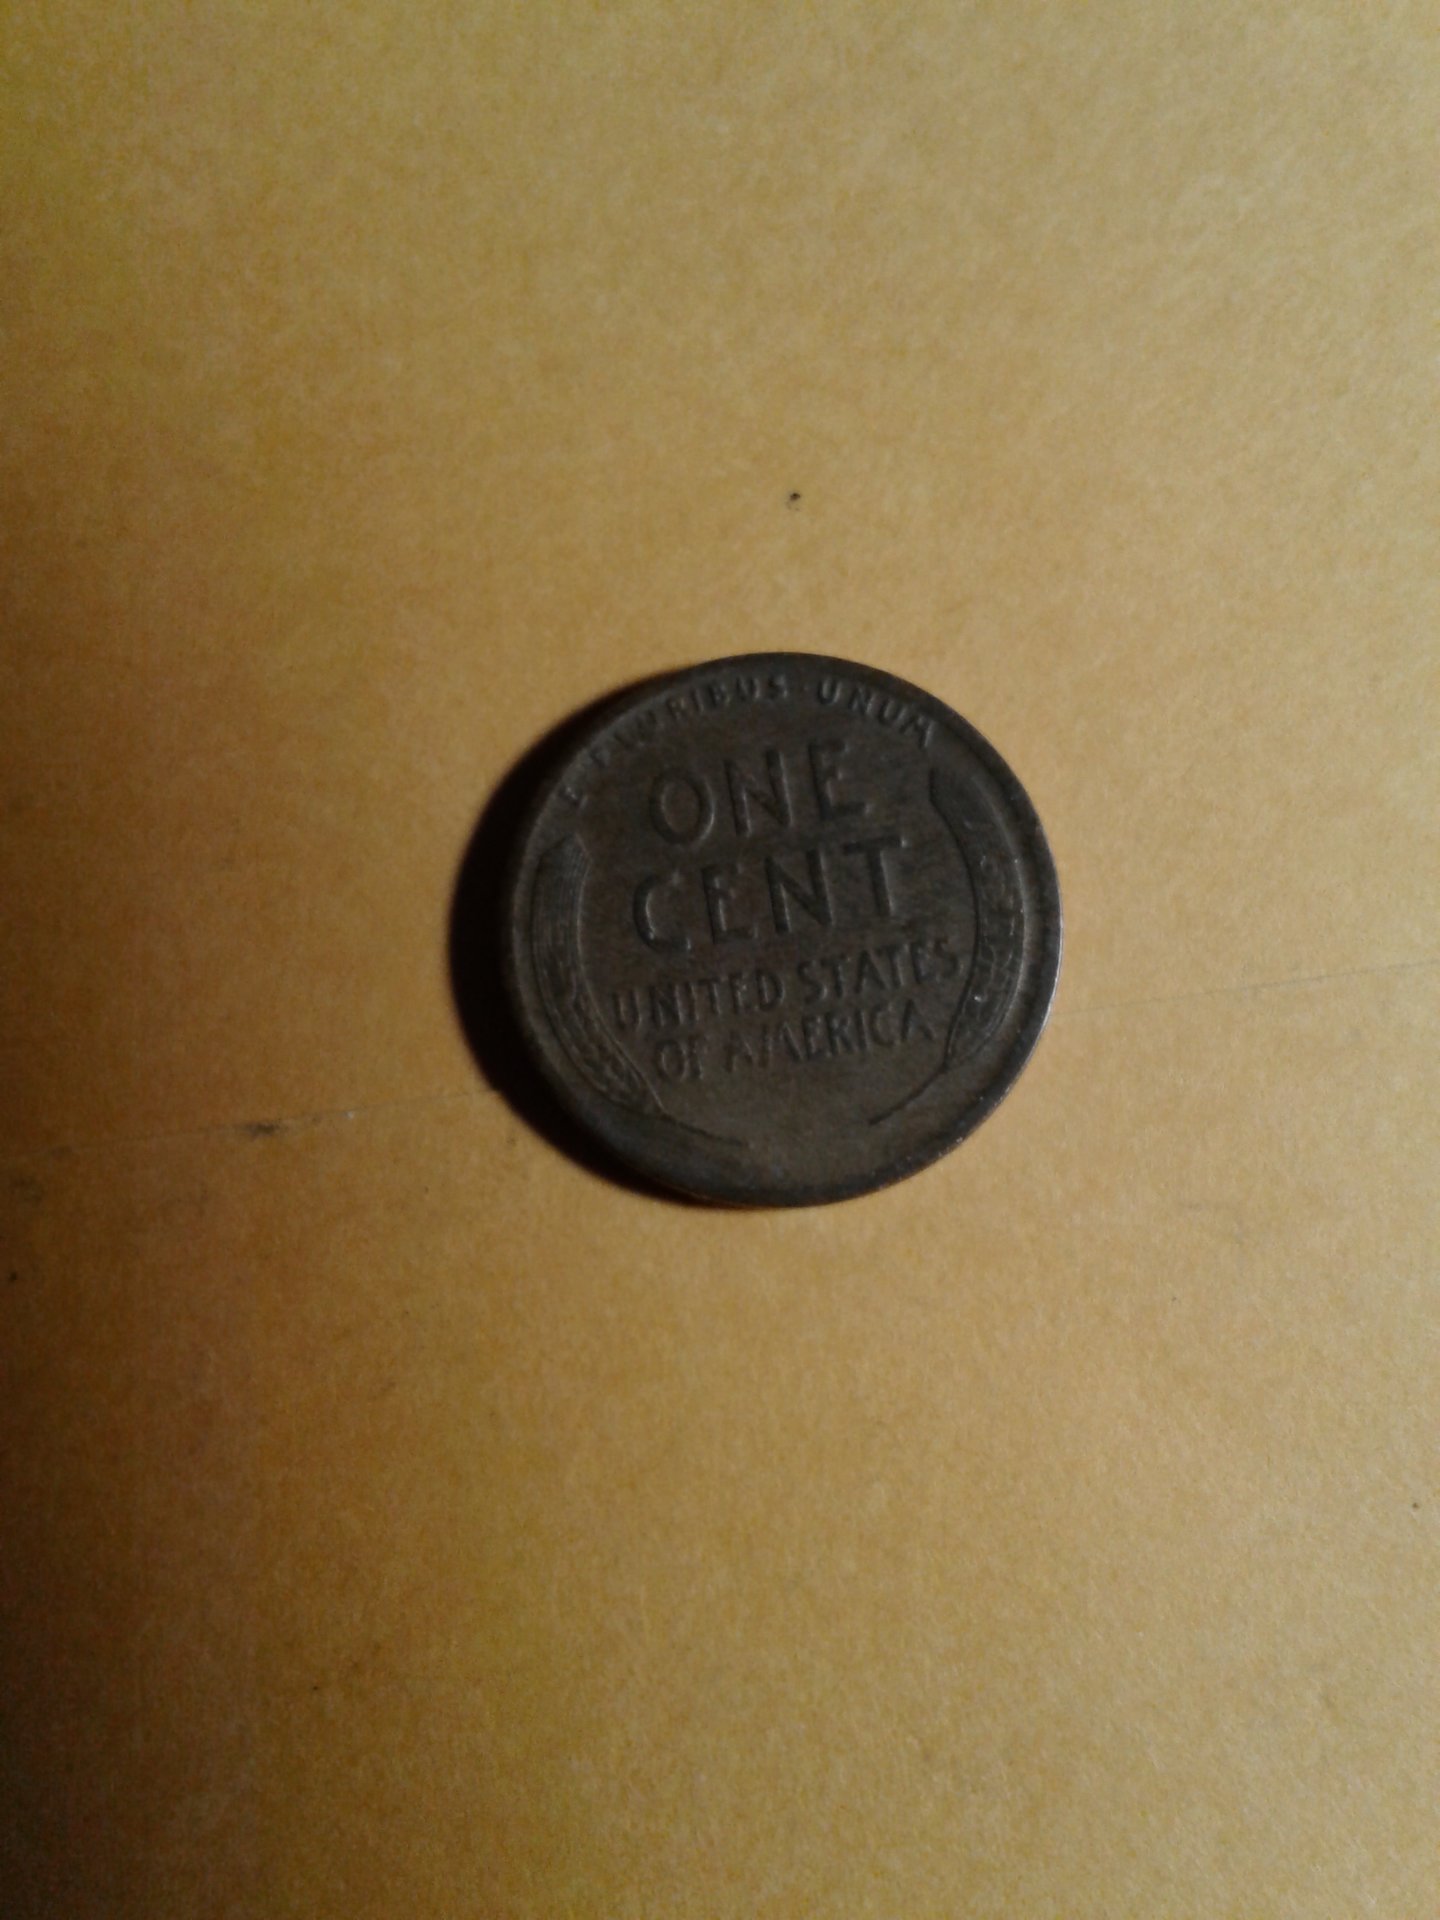 E · PLURIBUS · UNUM
ONE
CENT
UNITED STATES
OF AMERICA